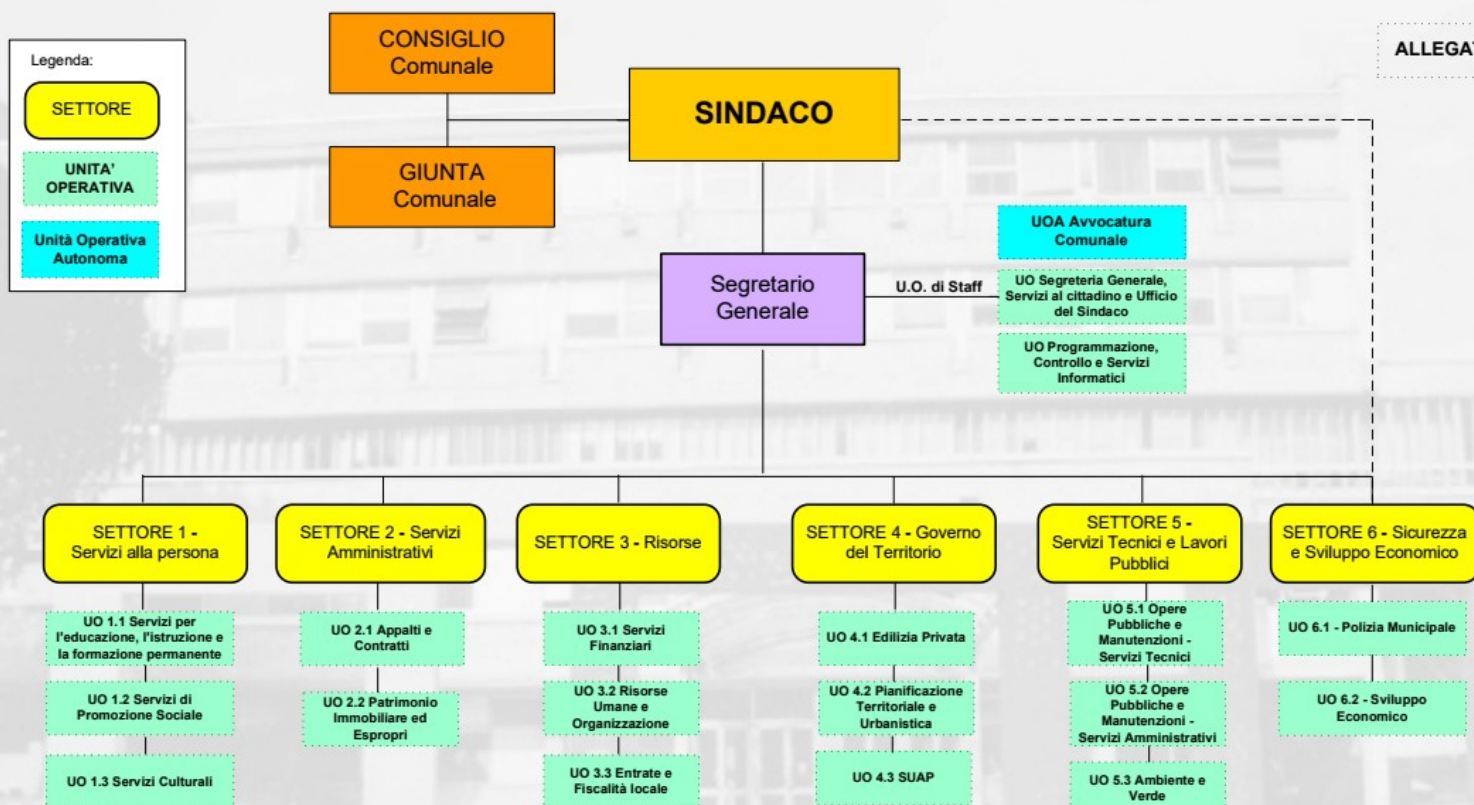 Legenda:
SETTORE
UNITA'
OPERATIVA
Unità Operativa
Autonoma
CONSIGLIO
Comunale
GIUNTA
Comunale
SINDACO
ALLEGAT
Segretario
Generale
U.O. di Staff
UOA Avvocatura
Comunale
UO Segreteria Generale,
Servizi al cittadino e Ufficio
del Sindaco
UO Programmazione,
Controllo e Servizi
Informatici
SETTORE 1 -
Servizi alla persona
UO 1.1 Servizi per
l'educazione, l'istruzione e
la formazione permanente
UO 1.2 Servizi di
Promozione Sociale
UO 1.3 Servizi Culturali
SETTORE 2 - Servizi
Amministrativi
UO 2.1 Appalti e
Contratti
UO 2.2 Patrimonio
Immobiliare ed
Espropri
SETTORE 3 - Risorse
UO 3.1 Servizi
Finanziari
UO 3.2 Risorse
Umane e
Organizzazione
UO 3.3 Entrate e
Fiscalità locale
SETTORE 4 - Governo
del Territorio
UO 4.1 Edilizia Privata
UO 4.2 Pianificazione
Territoriale e
Urbanistica
UO 4.3 SUAP
SETTORE 5 -
Servizi Tecnici e Lavori
Pubblici
UO 5.1 Opere
Pubbliche e
Manutenzioni -
Servizi Tecnici
UO 5.2 Opere
Pubbliche e
Manutenzioni -
Servizi Amministrativi
UO 5.3 Ambiente e
Verde
SETTORE 6 - Sicurezza
e Sviluppo Economico
UO 6.1 - Polizia Municipale
UO 6.2 - Sviluppo
Economico